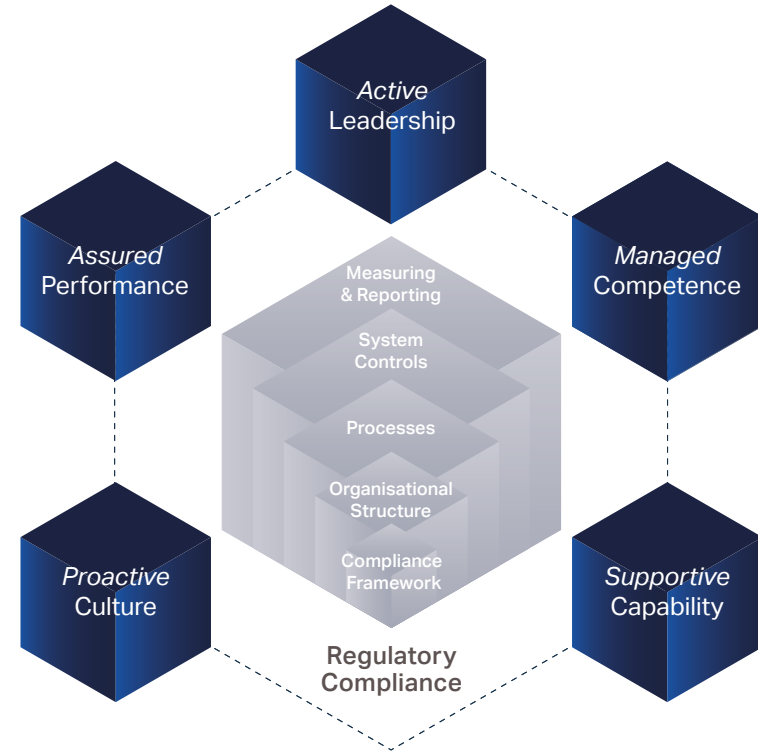 Active
Leadership
Assured
Performance
Managed
Competence
Measuring
& Reporting
System
Controls
Processes
Organisational
Structure
Compliance
Framework
Proactive
Culture
Supportive
Capability
Regulatory
Compliance